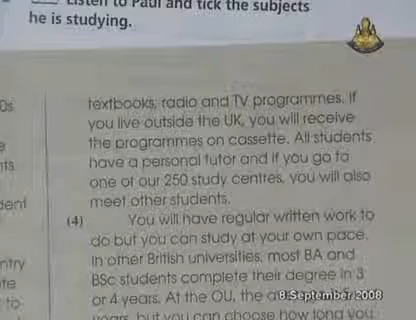 Listen to Paul and tick the subjects
he is studying.
textbooks, radio and TV programmes. If
you live outside the UK, you will receive
the programmes on cassette. All students
have a personal tutor and if you go to
one of our 250 study centres, you will also
meet other students.
(4) You will have regular written work to
do but you can study at your own pace.
In other British universities, most BA and
BSc students complete their degree in 3
or 4 years. At the OU, the
years, but you can choose how long you
8 September 2008
0s
dent
ntry
to